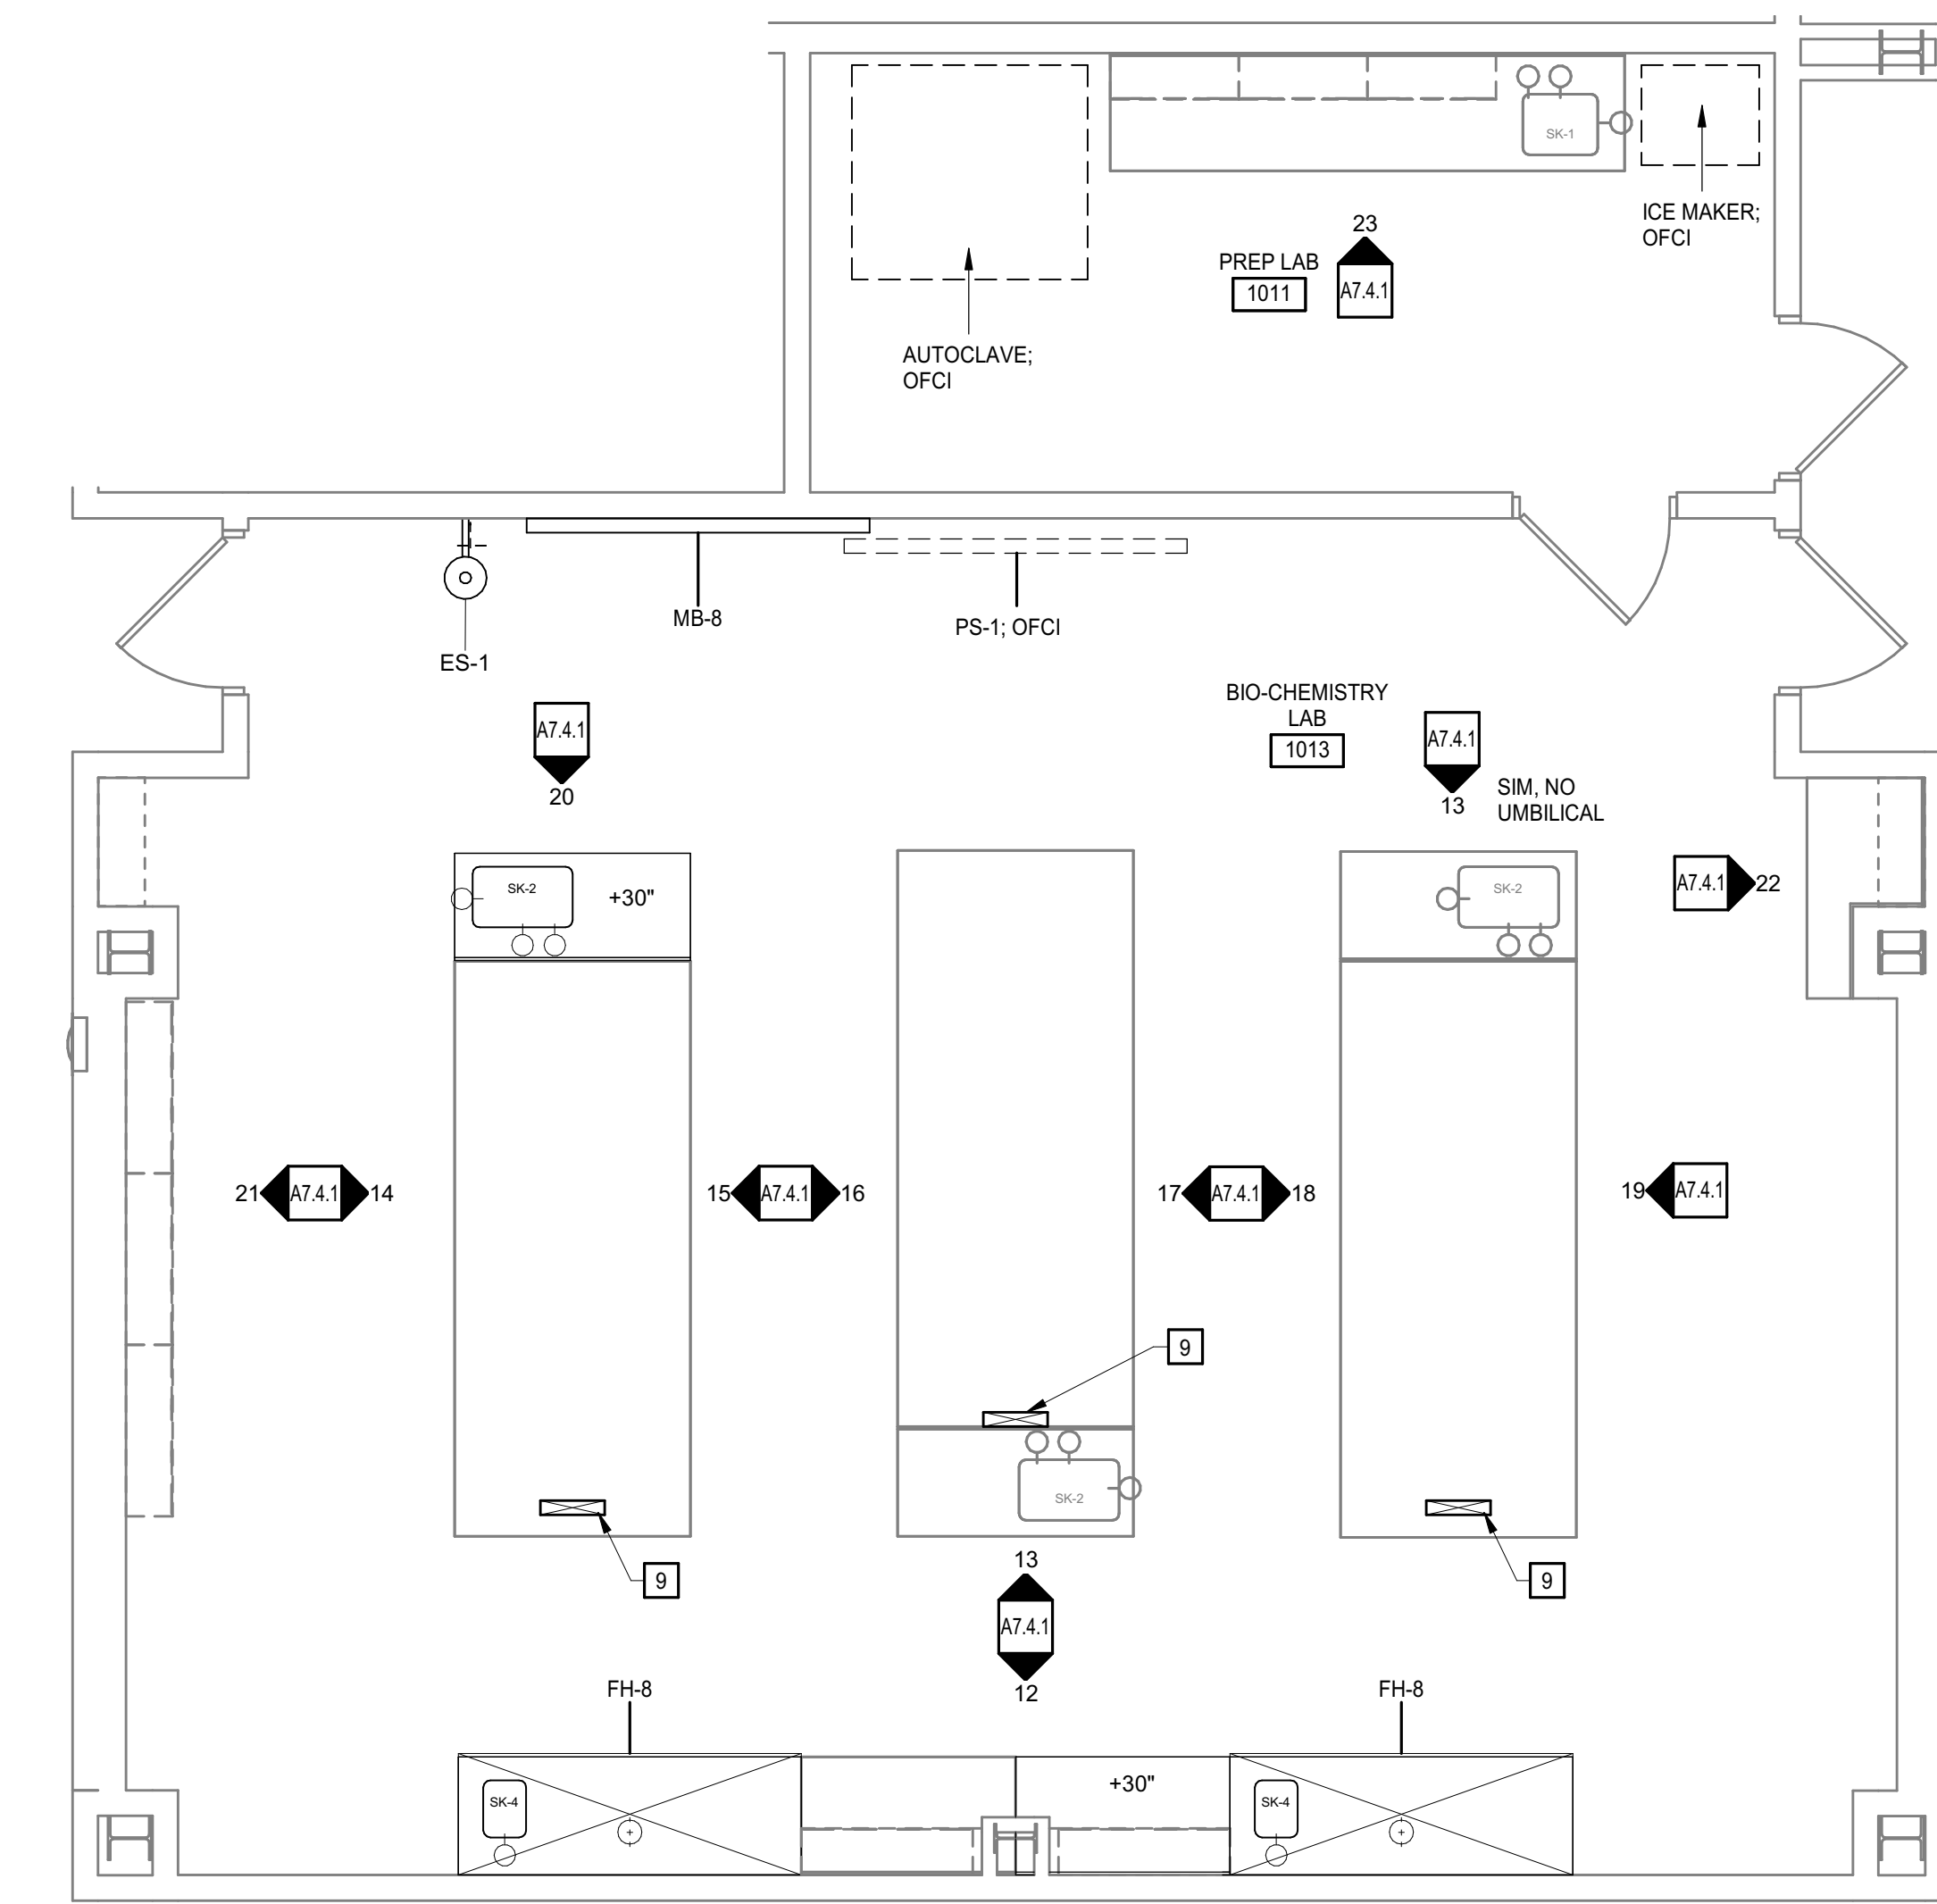 SK-1
ICE MAKER;
OFCI
23
PREP LAB
1011
A7.4.1
AUTOCLAVE;
OFCI
MB-8
PS-1; OFCI
ES-1
BIO-CHEMISTRY
LAB
1013
A7.4.1
20
A7.4.1
13
SIM, NO
UMBILICAL
SK-2
+30"
SK-2
A7.4.1
22
21
A7.4.1
14
15
A7.4.1
16
17
A7.4.1
18
19
A7.4.1
9
SK-2
9
9
13
A7.4.1
12
FH-8
FH-8
SK-4
+30"
SK-4